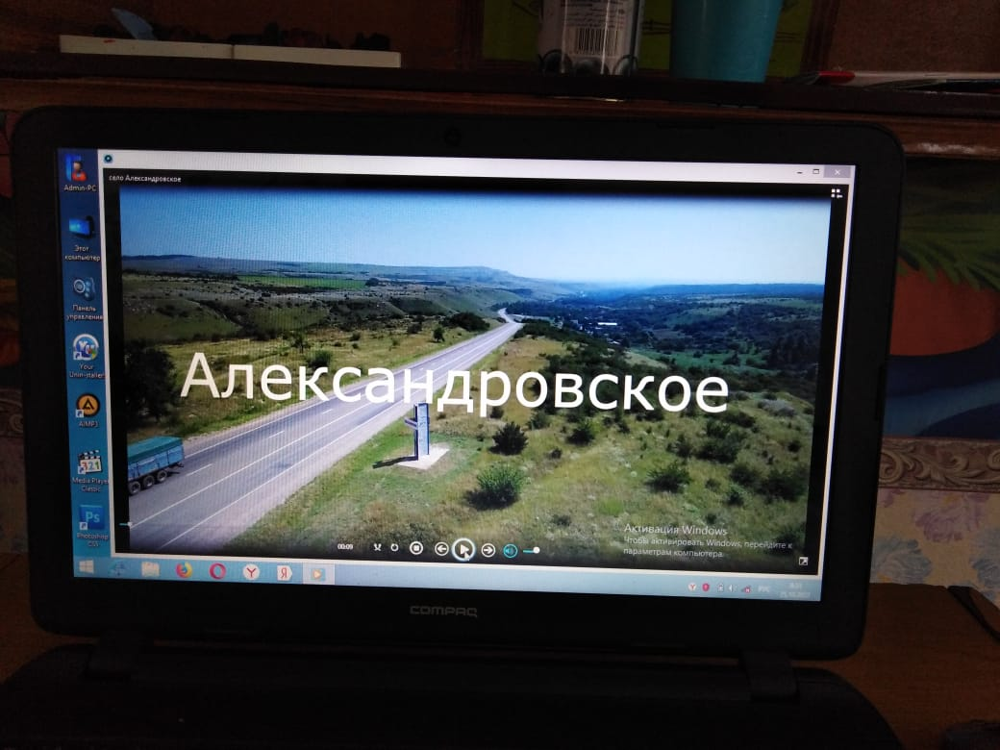 Admin-PC
Этот
компьютер
Панель
управления
Your
Unin-staller
AIMP3
Media Player
Classic
Ps
Photoshop
CS5
село Александровское
Александровское
00:09
Активация Windows
Чтобы активировать Windows, перейдите к
параметрам компьютера.
РУС
COMPAQ